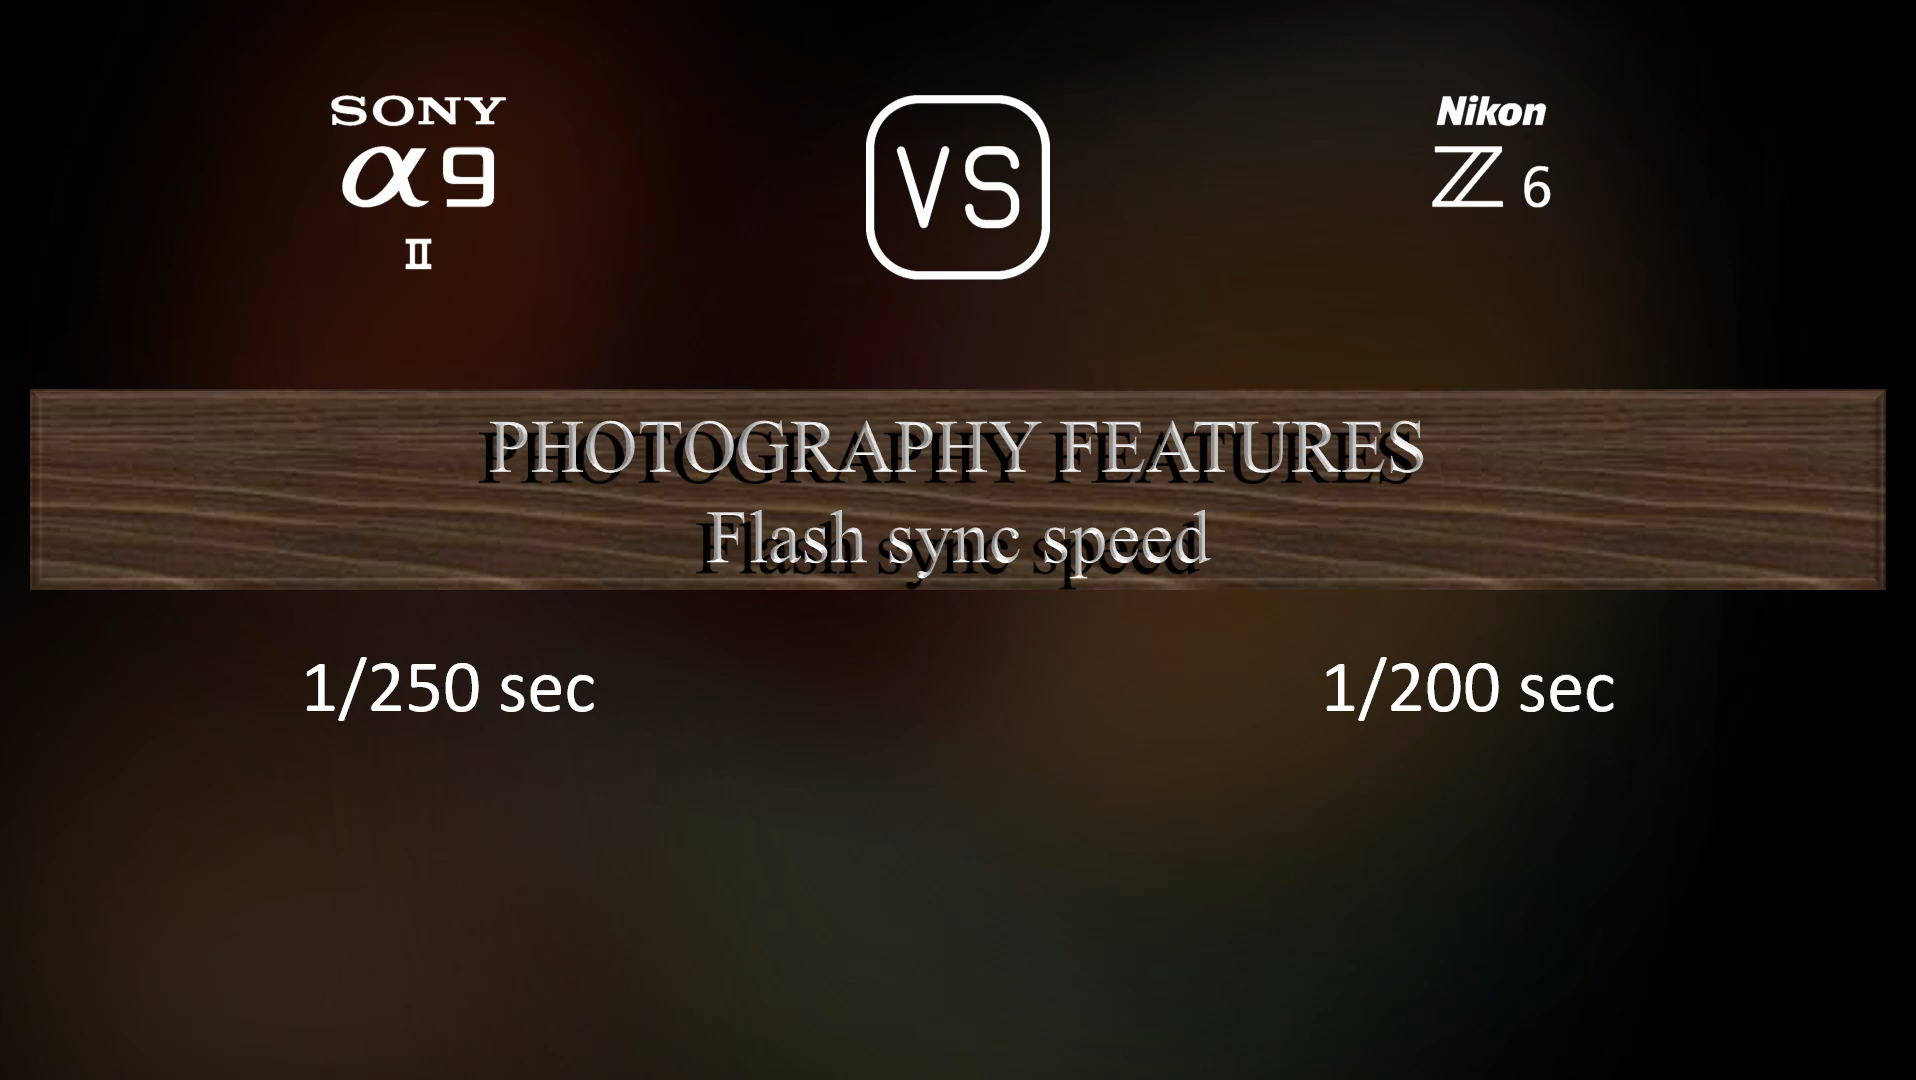 SONY
α9
II
VS
Nikon
Z 6
PHOTOGRAPHY FEATURES
Flash sync speed
1/250 sec
1/200 sec